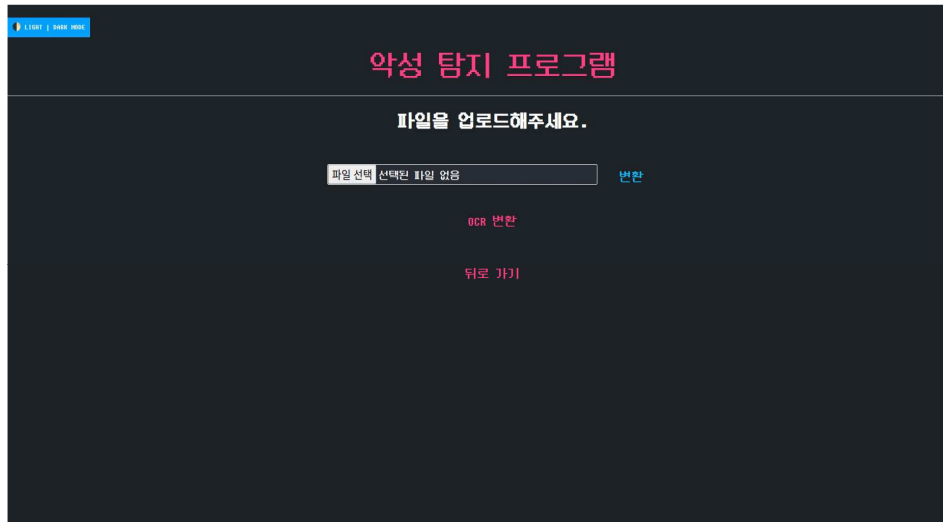 LIGHT | DARK MODE
악성 탐지 프로그램
파일을 업로드해주세요.
파일 선택 선택된 파일 없음 변환
OCR 변환
뒤로 가기